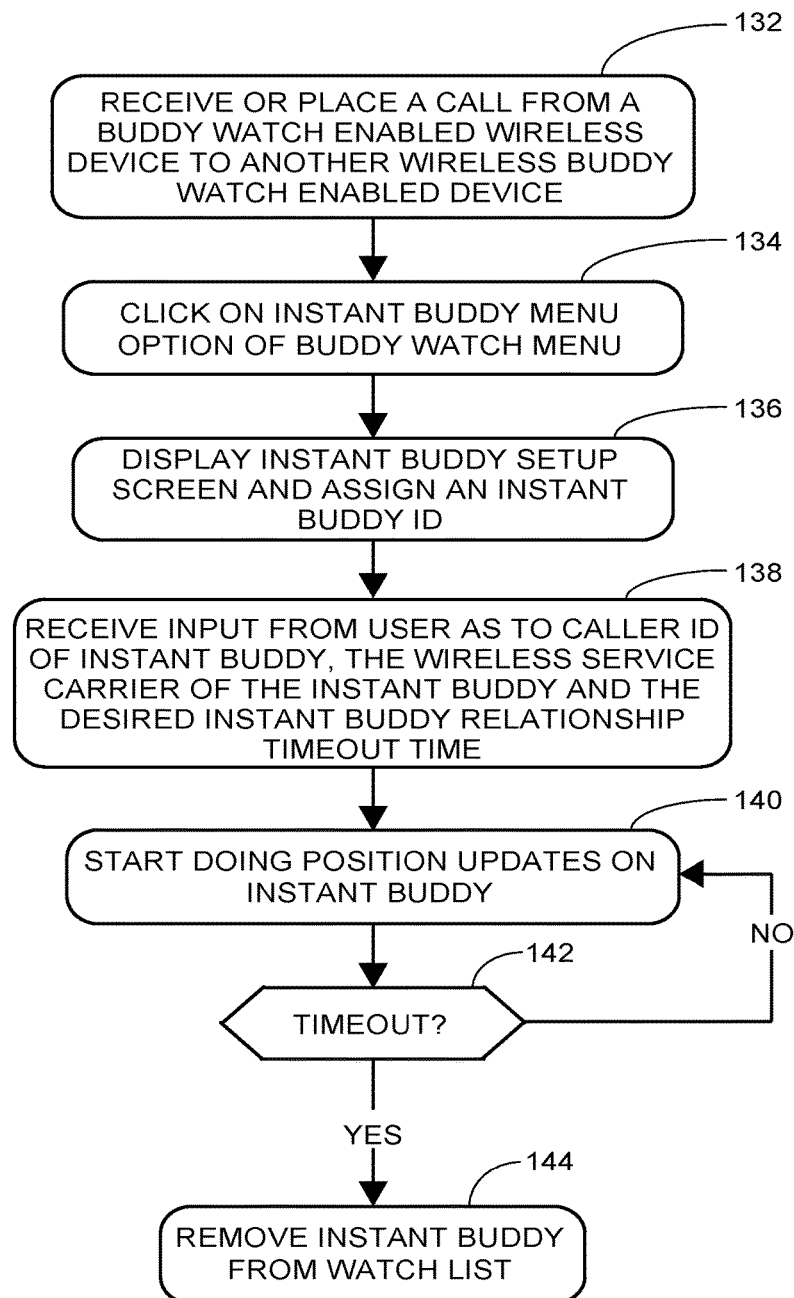 132
RECEIVE OR PLACE A CALL FROM A
BUDDY WATCH ENABLED WIRELESS
DEVICE TO ANOTHER WIRELESS BUDDY
WATCH ENABLED DEVICE
134
CLICK ON INSTANT BUDDY MENU
OPTION OF BUDDY WATCH MENU
136
DISPLAY INSTANT BUDDY SETUP
SCREEN AND ASSIGN AN INSTANT
BUDDY ID
138
RECEIVE INPUT FROM USER AS TO CALLER ID
OF INSTANT BUDDY, THE WIRELESS SERVICE
CARRIER OF THE INSTANT BUDDY AND THE
DESIRED INSTANT BUDDY RELATIONSHIP
TIMEOUT TIME
140
START DOING POSITION UPDATES ON
INSTANT BUDDY
NO
142
TIMEOUT?
YES
144
REMOVE INSTANT BUDDY
FROM WATCH LIST